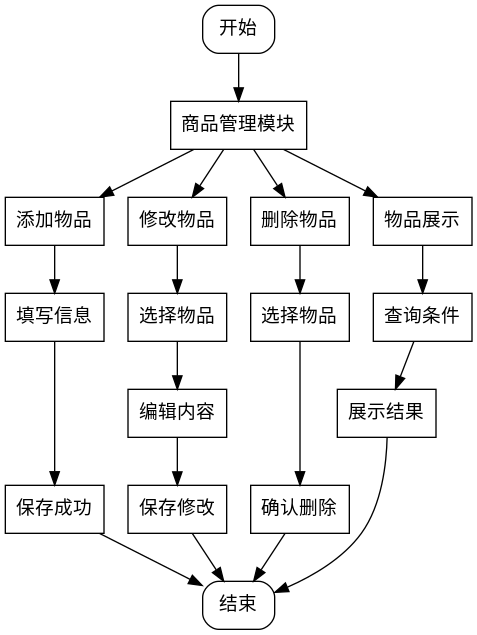 开始
商品管理模块
添加物品
修改物品
删除物品
物品展示
填写信息
选择物品
选择物品
查询条件
编辑内容
展示结果
保存成功
保存修改
确认删除
结束